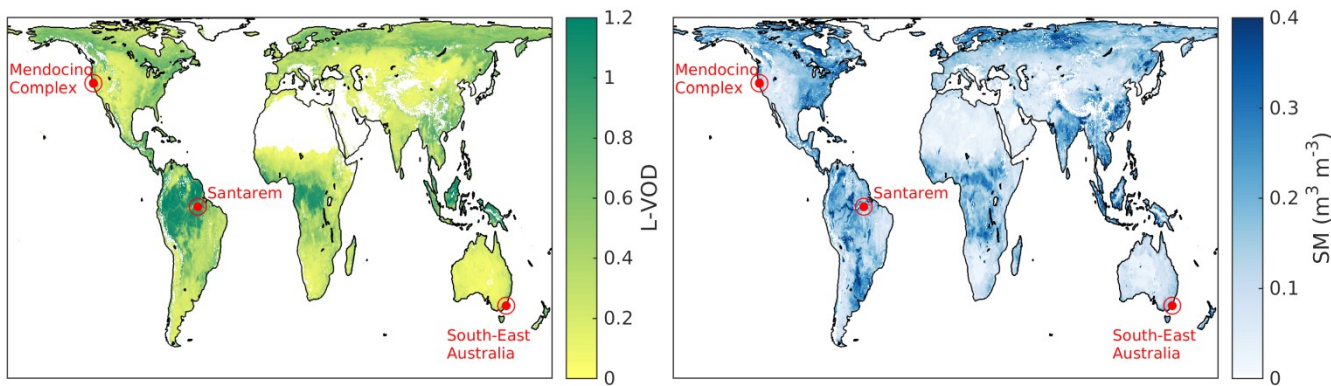 Mendocino
Complex
Santarem
South-East
Australia
1.2
1
0.8
0.6
0.4
0.2
0
L-VOD
Mendocino
Complex
Santarem
South-East
Australia
0.4
0.3
0.2
0.1
0
SM (m³ m⁻³)